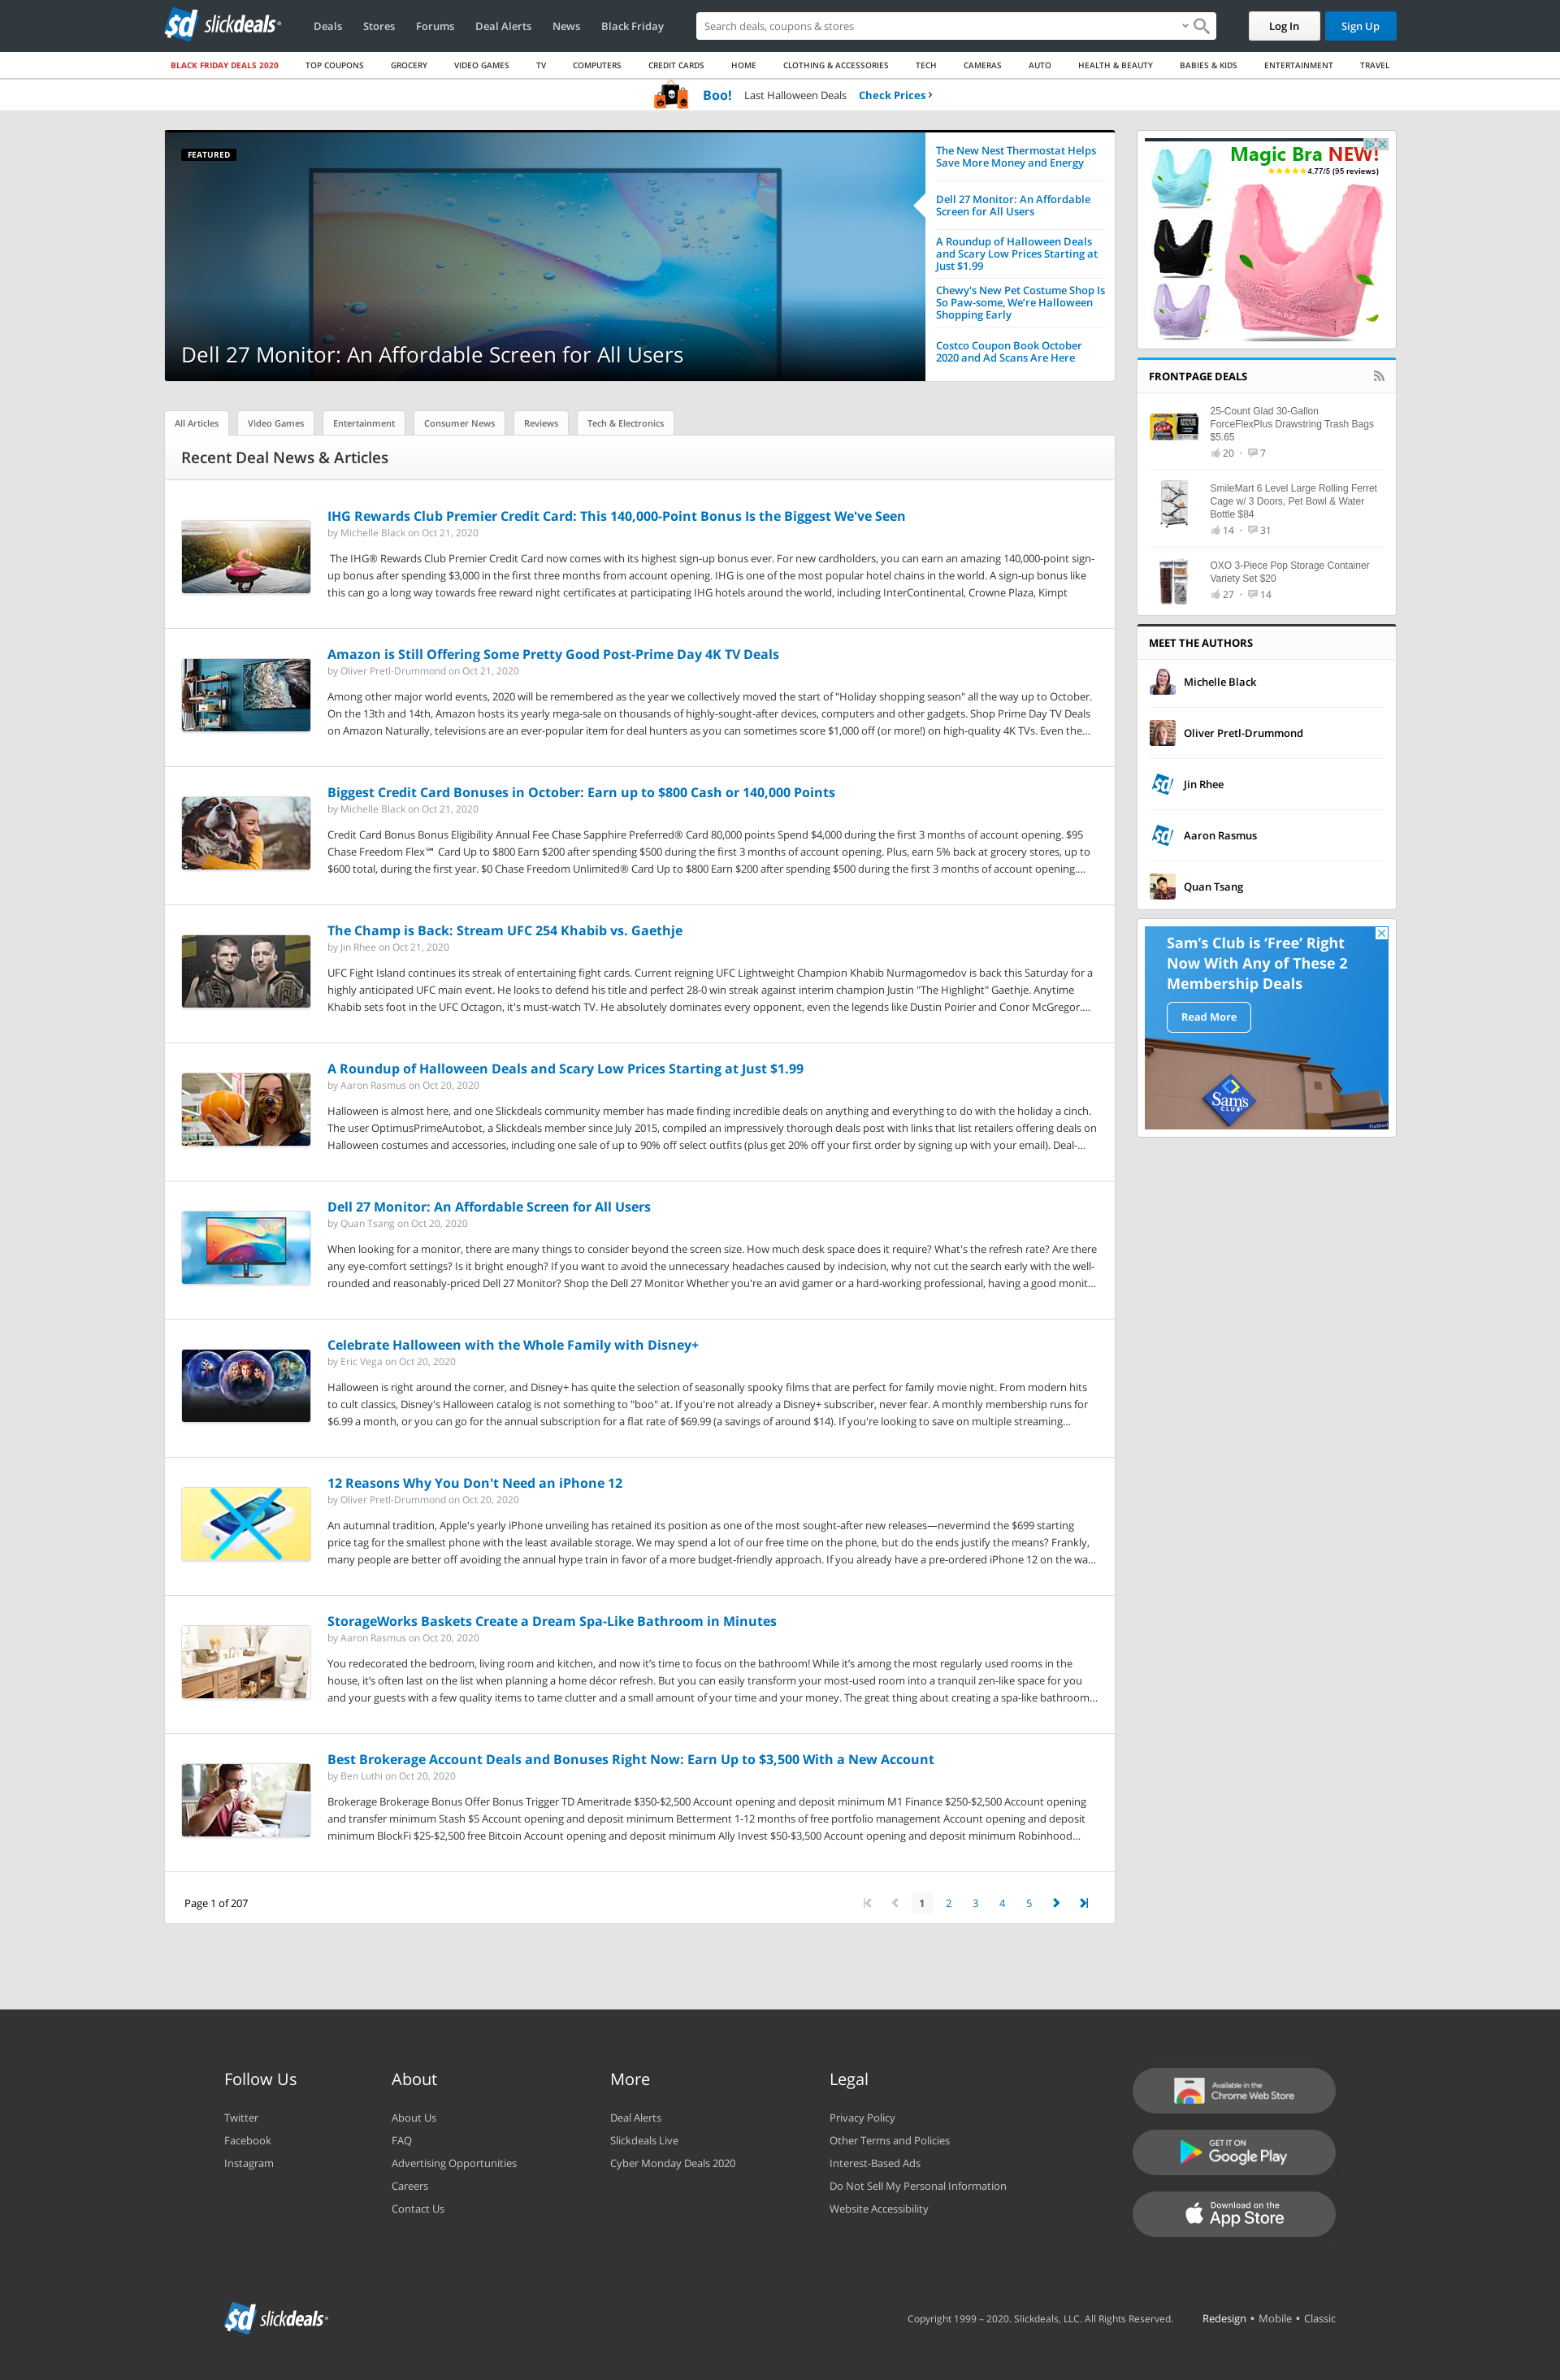 sd slickdeals
Deals Stores Forums Deal Alerts News Black Friday
Search deals, coupons & stores
Log In Sign Up
BLACK FRIDAY DEALS 2020 TOP COUPONS GROCERY VIDEO GAMES TV COMPUTERS CREDIT CARDS HOME CLOTHING & ACCESSORIES TECH CAMERAS AUTO HEALTH & BEAUTY BABIES & KIDS ENTERTAINMENT TRAVEL
Boo! Last Halloween Deals Check Prices ›
FEATURED
Dell 27 Monitor: An Affordable Screen for All Users
The New Nest Thermostat Helps
Save More Money and Energy
Dell 27 Monitor: An Affordable
Screen for All Users
A Roundup of Halloween Deals
and Scary Low Prices Starting at
Just $1.99
Chewy's New Pet Costume Shop Is
So Paw-some, We’re Halloween
Shopping Early
Costco Coupon Book October
2020 and Ad Scans Are Here
All Articles Video Games Entertainment Consumer News Reviews Tech & Electronics
Recent Deal News & Articles
IHG Rewards Club Premier Credit Card: This 140,000-Point Bonus Is the Biggest We've Seen
by Michelle Black on Oct 21, 2020
The IHG® Rewards Club Premier Credit Card now comes with its highest sign-up bonus ever. For new cardholders, you can earn an amazing 140,000-point sign-
up bonus after spending $3,000 in the first three months from account opening. IHG is one of the most popular hotel chains in the world. A sign-up bonus like
this can go a long way towards free reward night certificates at participating IHG hotels around the world, including InterContinental, Crowne Plaza, Kimpt
Amazon is Still Offering Some Pretty Good Post-Prime Day 4K TV Deals
by Oliver Pretl-Drummond on Oct 21, 2020
Among other major world events, 2020 will be remembered as the year we collectively moved the start of "Holiday shopping season" all the way up to October.
On the 13th and 14th, Amazon hosts its yearly mega-sale on thousands of highly-sought-after devices, computers and other gadgets. Shop Prime Day TV Deals
on Amazon Naturally, televisions are an ever-popular item for deal hunters as you can sometimes score $1,000 off (or more!) on high-quality 4K TVs. Even the...
Biggest Credit Card Bonuses in October: Earn up to $800 Cash or 140,000 Points
by Michelle Black on Oct 21, 2020
Credit Card Bonus Bonus Eligibility Annual Fee Chase Sapphire Preferred® Card 80,000 points Spend $4,000 during the first 3 months of account opening. $95
Chase Freedom Flex℠ Card Up to $800 Earn $200 after spending $500 during the first 3 months of account opening. Plus, earn 5% back at grocery stores, up to
$600 total, during the first year. $0 Chase Freedom Unlimited® Card Up to $800 Earn $200 after spending $500 during the first 3 months of account opening....
The Champ is Back: Stream UFC 254 Khabib vs. Gaethje
by Jin Rhee on Oct 21, 2020
UFC Fight Island continues its streak of entertaining fight cards. Current reigning UFC Lightweight Champion Khabib Nurmagomedov is back this Saturday for a
highly anticipated UFC main event. He looks to defend his title and perfect 28-0 win streak against interim champion Justin "The Highlight" Gaethje. Anytime
Khabib sets foot in the UFC Octagon, it's must-watch TV. He absolutely dominates every opponent, even the legends like Dustin Poirier and Conor McGregor....
A Roundup of Halloween Deals and Scary Low Prices Starting at Just $1.99
by Aaron Rasmus on Oct 20, 2020
Halloween is almost here, and one Slickdeals community member has made finding incredible deals on anything and everything to do with the holiday a cinch.
The user OptimusPrimeAutobot, a Slickdeals member since July 2015, compiled an impressively thorough deals post with links that list retailers offering deals on
Halloween costumes and accessories, including one sale of up to 90% off select outfits (plus get 20% off your first order by signing up with your email). Deal-...
Dell 27 Monitor: An Affordable Screen for All Users
by Quan Tsang on Oct 20, 2020
When looking for a monitor, there are many things to consider beyond the screen size. How much desk space does it require? What's the refresh rate? Are there
any eye-comfort settings? Is it bright enough? If you want to avoid the unnecessary headaches caused by indecision, why not cut the search early with the well-
rounded and reasonably-priced Dell 27 Monitor? Shop the Dell 27 Monitor Whether you're an avid gamer or a hard-working professional, having a good monit...
Celebrate Halloween with the Whole Family with Disney+
by Eric Vega on Oct 20, 2020
Halloween is right around the corner, and Disney+ has quite the selection of seasonally spooky films that are perfect for family movie night. From modern hits
to cult classics, Disney's Halloween catalog is not something to "boo" at. If you're not already a Disney+ subscriber, never fear. A monthly membership runs for
$6.99 a month, or you can go for the annual subscription for a flat rate of $69.99 (a savings of around $14). If you're looking to save on multiple streaming...
12 Reasons Why You Don't Need an iPhone 12
by Oliver Pretl-Drummond on Oct 20, 2020
An autumnal tradition, Apple's yearly iPhone unveiling has retained its position as one of the most sought-after new releases—nevermind the $699 starting
price tag for the smallest phone with the least available storage. We may spend a lot of our free time on the phone, but do the ends justify the means? Frankly,
many people are better off avoiding the annual hype train in favor of a more budget-friendly approach. If you already have a pre-ordered iPhone 12 on the wa...
StorageWorks Baskets Create a Dream Spa-Like Bathroom in Minutes
by Aaron Rasmus on Oct 20, 2020
You redecorated the bedroom, living room and kitchen, and now it’s time to focus on the bathroom! While it’s among the most regularly used rooms in the
house, it’s often last on the list when planning a home décor refresh. But you can easily transform your most-used room into a tranquil zen-like space for you
and your guests with a few quality items to tame clutter and a small amount of your time and your money. The great thing about creating a spa-like bathroom...
Best Brokerage Account Deals and Bonuses Right Now: Earn Up to $3,500 With a New Account
by Ben Luthi on Oct 20, 2020
Brokerage Brokerage Bonus Offer Bonus Trigger TD Ameritrade $350-$2,500 Account opening and deposit minimum M1 Finance $250-$2,500 Account opening
and transfer minimum Stash $5 Account opening and deposit minimum Betterment 1-12 months of free portfolio management Account opening and deposit
minimum BlockFi $25-$2,500 free Bitcoin Account opening and deposit minimum Ally Invest $50-$3,500 Account opening and deposit minimum Robinhood...
Page 1 of 207
1 2 3 4 5
Magic Bra NEW!
★★★★★4.77/5 (95 reviews)
FRONTPAGE DEALS
25-Count Glad 30-Gallon
ForceFlexPlus Drawstring Trash Bags
$5.65
20 · 7
SmileMart 6 Level Large Rolling Ferret
Cage w/ 3 Doors, Pet Bowl & Water
Bottle $84
14 · 31
OXO 3-Piece Pop Storage Container
Variety Set $20
27 · 14
MEET THE AUTHORS
Michelle Black
Oliver Pretl-Drummond
Jin Rhee
Aaron Rasmus
Quan Tsang
Sam’s Club is ‘Free’ Right
Now With Any of These 2
Membership Deals
Read More
Sam's
CLUB
Follow Us
Twitter
Facebook
Instagram
About
About Us
FAQ
Advertising Opportunities
Careers
Contact Us
More
Deal Alerts
Slickdeals Live
Cyber Monday Deals 2020
Legal
Privacy Policy
Other Terms and Policies
Interest-Based Ads
Do Not Sell My Personal Information
Website Accessibility
Available in the
Chrome Web Store
GET IT ON
Google Play
Download on the
App Store
sd slickdeals
Copyright 1999 – 2020. Slickdeals, LLC. All Rights Reserved. Redesign • Mobile • Classic